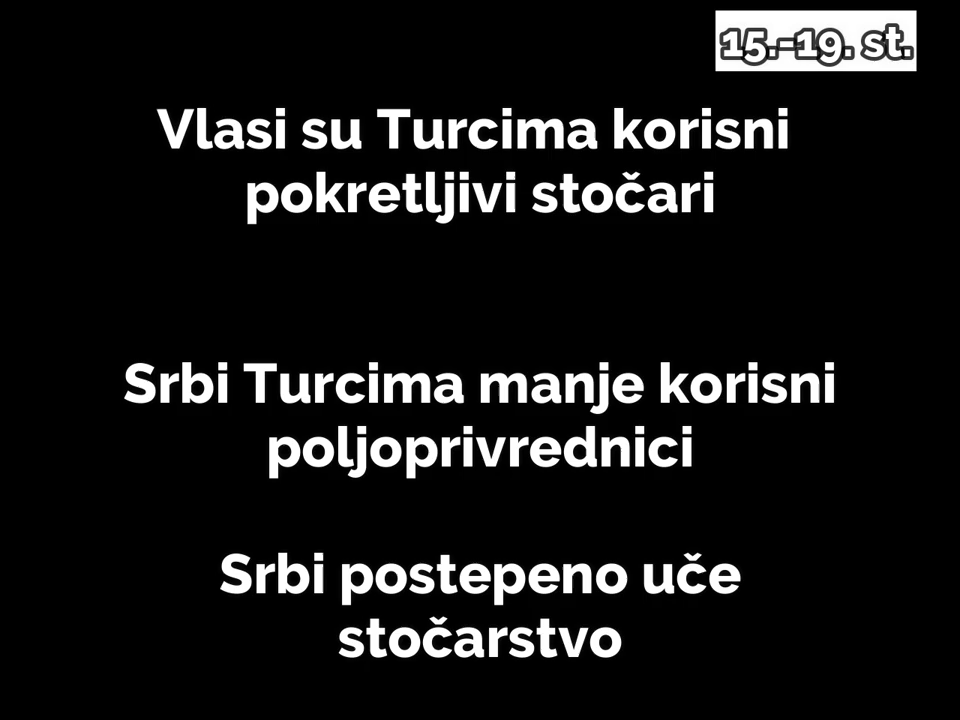 15.-19. st.
Vlasi su Turcima korisni
pokretljivi stočari
Srbi Turcima manje korisni
poljoprivrednici
Srbi postepeno uče
stočarstvo